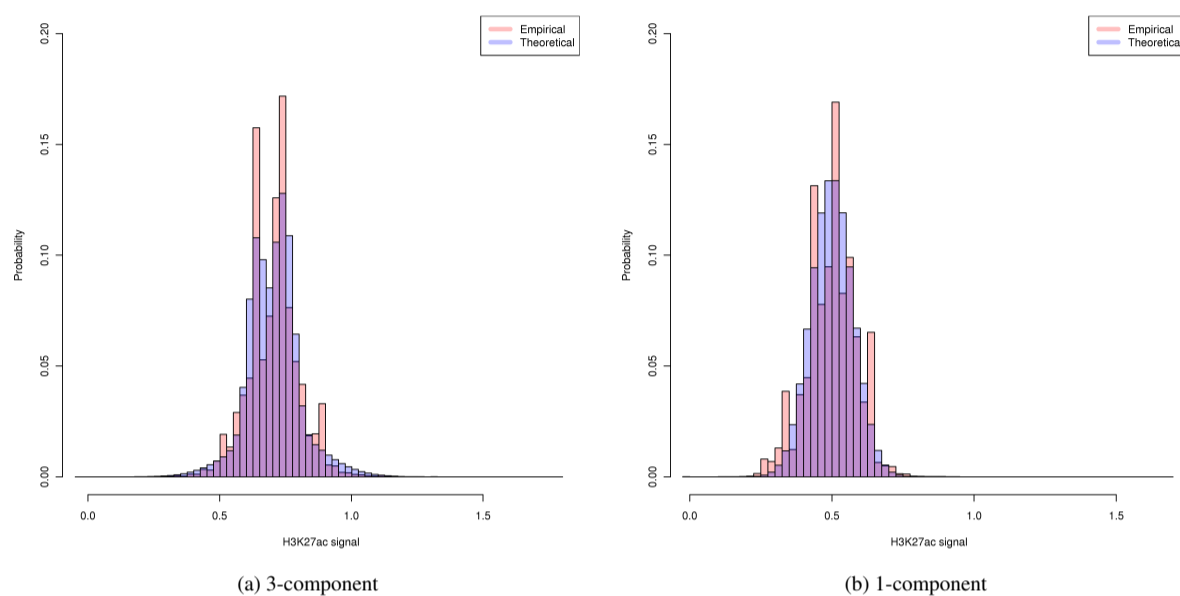 Empirical
Theoretical
0.20
0.15
0.10
0.05
0.00
Probability
0.0 0.5 1.0 1.5
H3K27ac signal
(a) 3-component
Empirical
Theoretica
0.20
0.15
0.10
0.05
0.00
Probability
0.0 0.5 1.0 1.5
H3K27ac signal
(b) 1-component